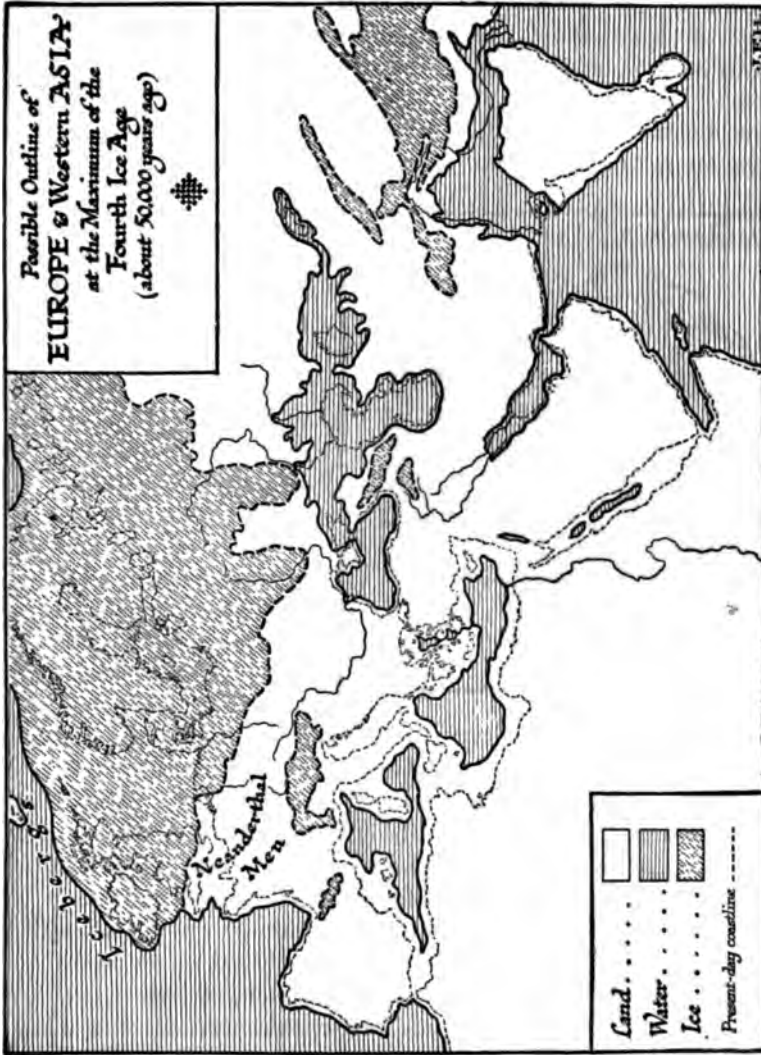 Possible Outline of
EUROPE & Western ASIA
at the Maximum of the
Fourth Ice Age
(about 50,000 years ago)
Icebergs
Neanderthal
Men
Land . . . . .
Water . . . . .
Ice . . . . . .
Present-day coastline ------
J.F.H.